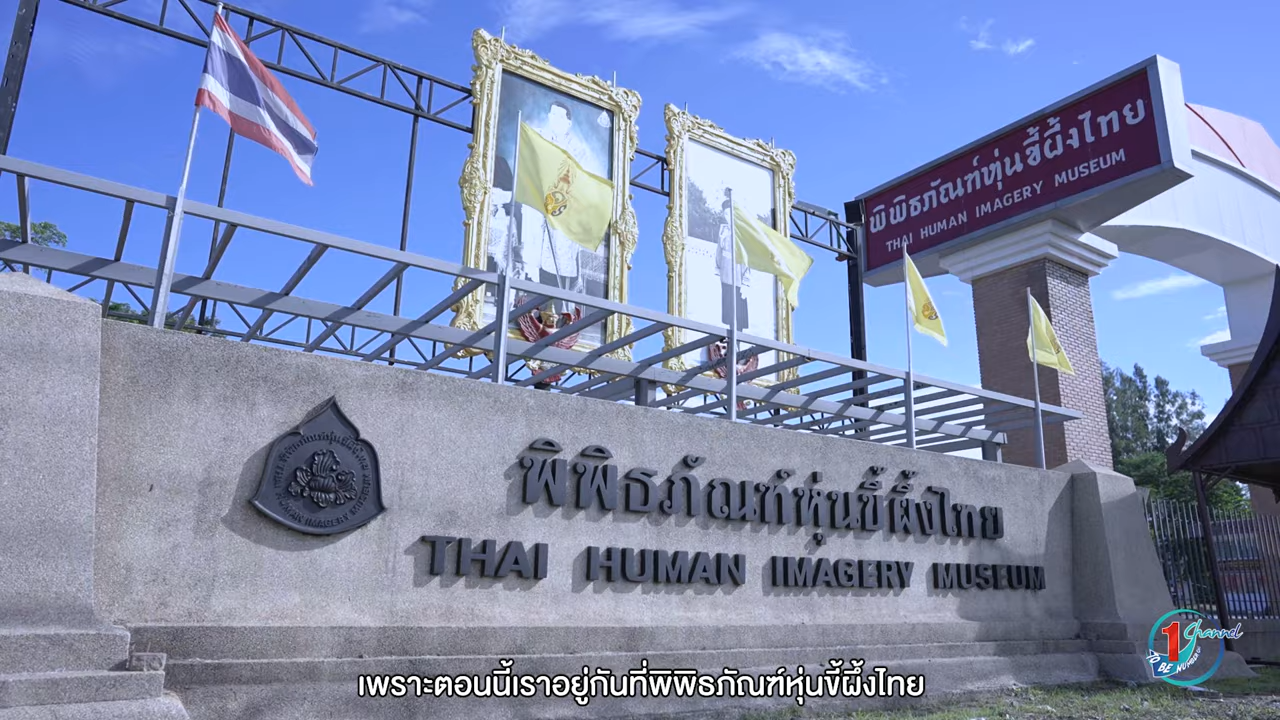 พิพิธภัณฑ์หุ่นขี้ผึ้งไทย
THAI HUMAN IMAGERY MUSEUM
พิพิธภัณฑ์หุ่นขี้ผึ้งไทย
THAI HUMAN IMAGERY MUSEUM
1 Channel
TO BE NUMBER
เพราะตอนนี้เราอยู่กันที่พิพิธภัณฑ์หุ่นขี้ผึ้งไทย